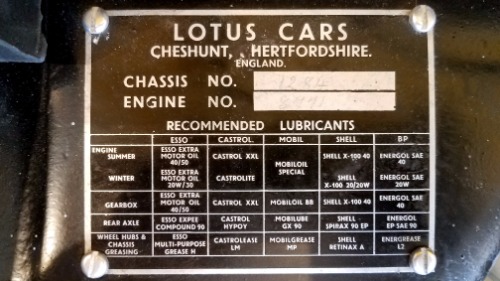 LOTUS CARS
CHESHUNT, HERTFORDSHIRE.
ENGLAND.
CHASSIS NO. 1294
ENGINE NO.
RECOMMENDED LUBRICANTS
ESSO CASTROL. MOBIL SHELL BP
ENGINE SUMMER ESSO EXTRA MOTOR OIL 40/50 CASTROL XXL MOBILOIL SPECIAL SHELL X-100 40 ENERGOL SAE 40
WINTER ESSO EXTRA MOTOR OIL 20W/30 CASTROLITE SHELL X-100 20/20W ENERGOL SAE 20W
GEARBOX ESSO EXTRA MOTOR OIL 40/50 CASTROL XXL MOBILOIL BB SHELL X-100 40 ENERGOL SAE 40
REAR AXLE ESSO EXPEE COMPOUND 90 CASTROL HYPOY MOBILUBE GX 90 SHELL SPIRAX 90 EP ENERGOL EP SAE 90
WHEEL HUBS & CHASSIS GREASING ESSO MULTI-PURPOSE GREASE H CASTROLEASE LM MOBILGREASE MP SHELL RETINAX A ENERGREASE L2